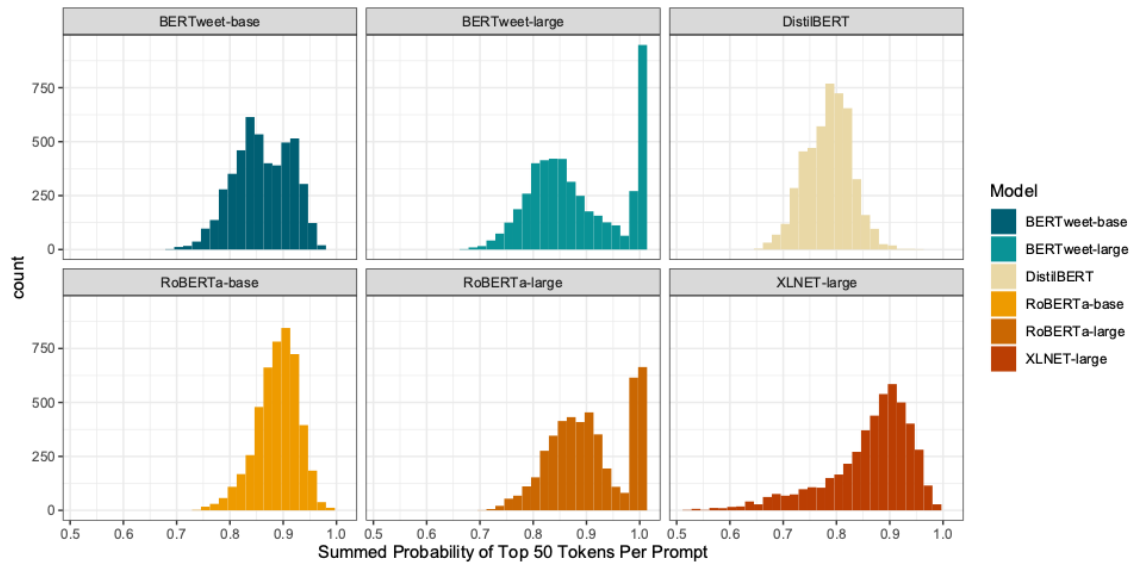 BERTweet-base
BERTweet-large
DistilBERT
750
500
250
0
RoBERTa-base
RoBERTa-large
XLNET-large
750
500
250
0
0.5 0.6 0.7 0.8 0.9 1.0
0.5 0.6 0.7 0.8 0.9 1.0
0.5 0.6 0.7 0.8 0.9 1.0
count
Summed Probability of Top 50 Tokens Per Prompt
Model
BERTweet-base
BERTweet-large
DistilBERT
RoBERTa-base
RoBERTa-large
XLNET-large